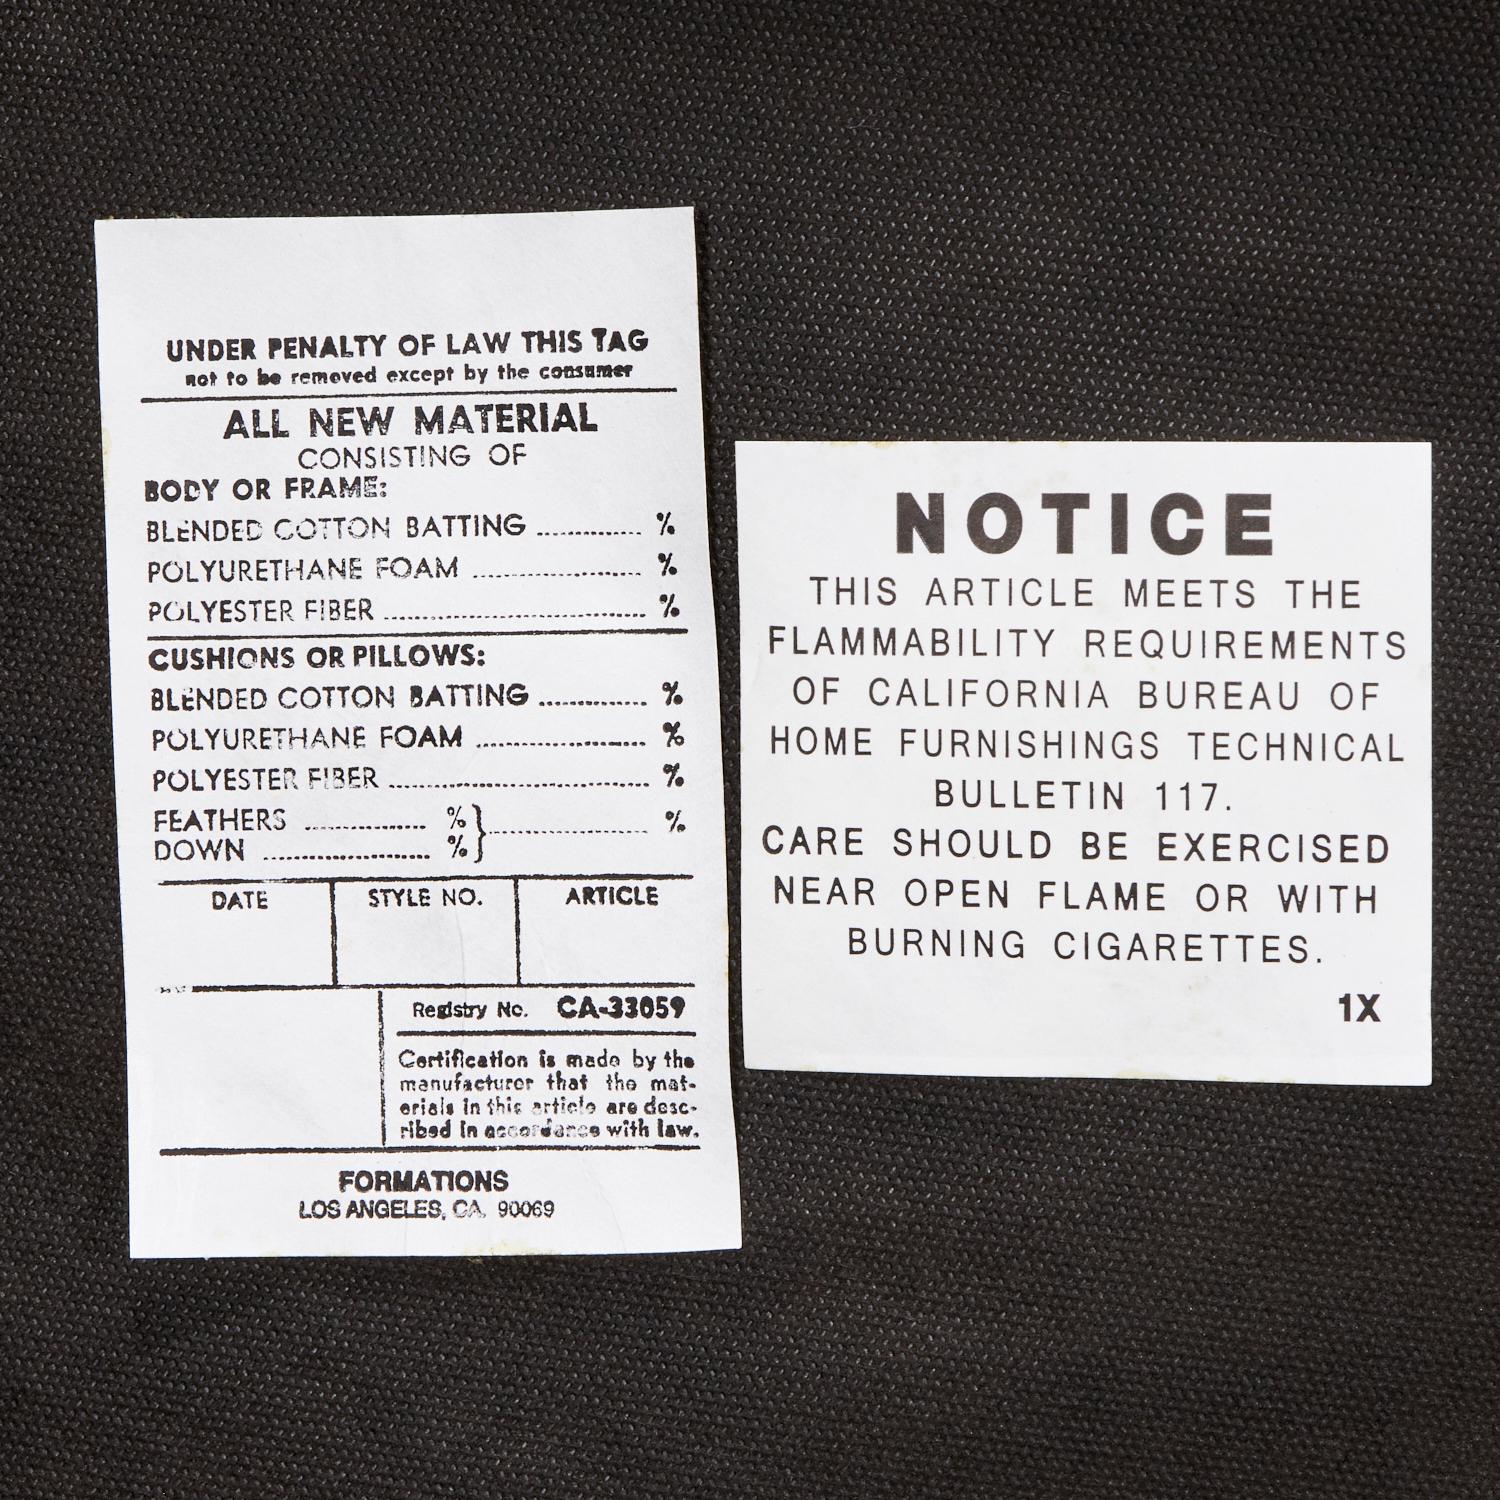 UNDER PENALTY OF LAW THIS TAG
not to be removed except by the consumer
ALL NEW MATERIAL
CONSISTING OF
BODY OR FRAME:
BLENDED COTTON BATTING ............ %
POLYURETHANE FOAM .................... %
POLYESTER FIBER ............................... %
CUSHIONS OR PILLOWS:
BLENDED COTTON BATTING ............ %
POLYURETHANE FOAM .................... %
POLYESTER FIBER ............................... %
FEATHERS .............. % } ...................... %
DOWN .................... %
DATE STYLE NO. ARTICLE
Registry No. CA-33059
Certification is made by the
manufacturer that the mat-
erials in this article are desc-
ribed in accordance with law.
FORMATIONS
LOS ANGELES, CA. 90069
NOTICE
THIS ARTICLE MEETS THE
FLAMMABILITY REQUIREMENTS
OF CALIFORNIA BUREAU OF
HOME FURNISHINGS TECHNICAL
BULLETIN 117.
CARE SHOULD BE EXERCISED
NEAR OPEN FLAME OR WITH
BURNING CIGARETTES.
1X